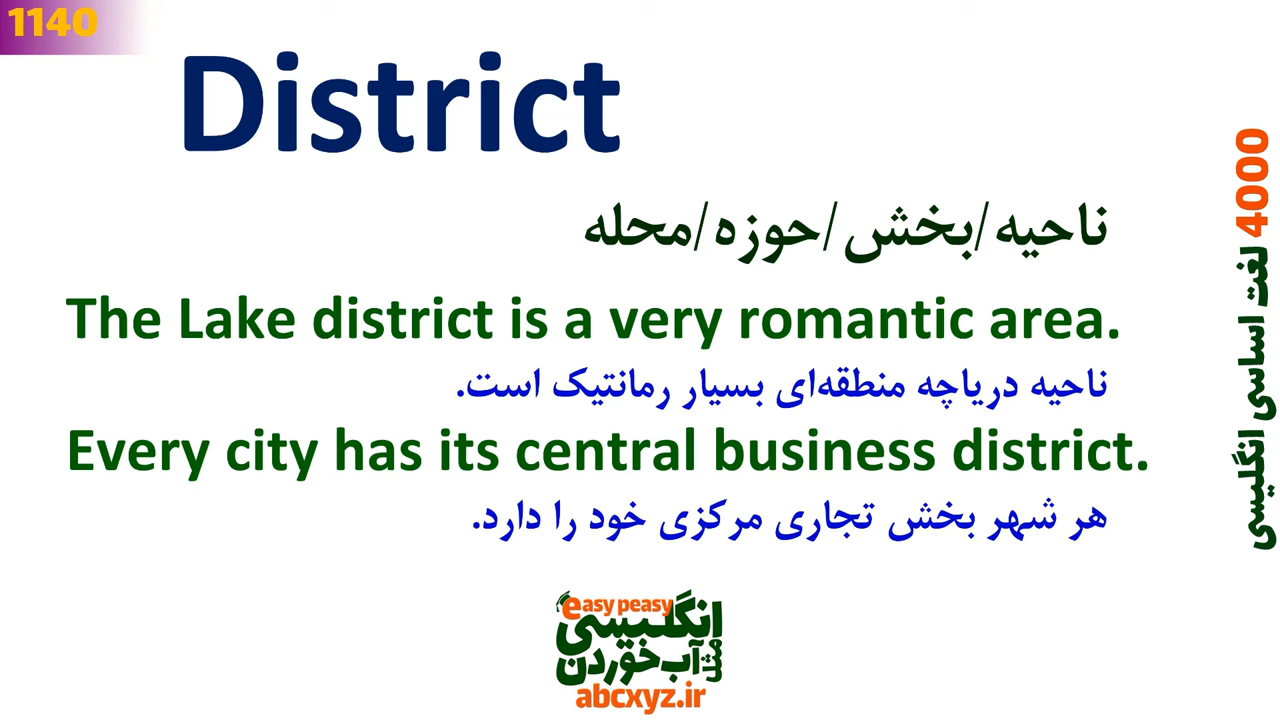 1140
District
ناحیه/بخش/حوزه/محله
The Lake district is a very romantic area.
ناحیه دریاچه منطقه‌ای بسیار رمانتیک است.
Every city has its central business district.
هر شهر بخش تجاری مرکزی خود را دارد.
4000 لغت اساسی انگلیسی
easy peasy
انگلیسی
مثل آب خوردن
abcxyz.ir